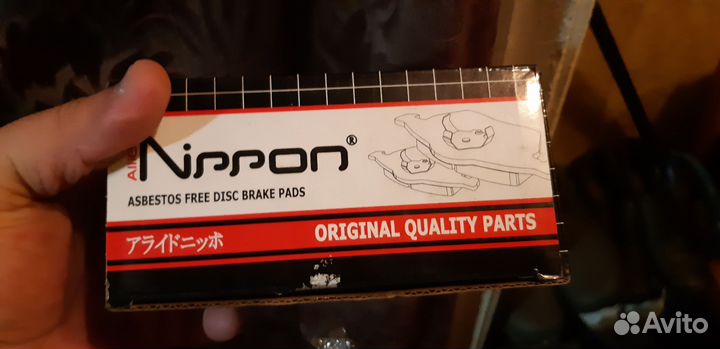 Nippon®
ASBESTOS FREE DISC BRAKE PADS
アライドニッポ
ORIGINAL QUALITY PARTS
Avito